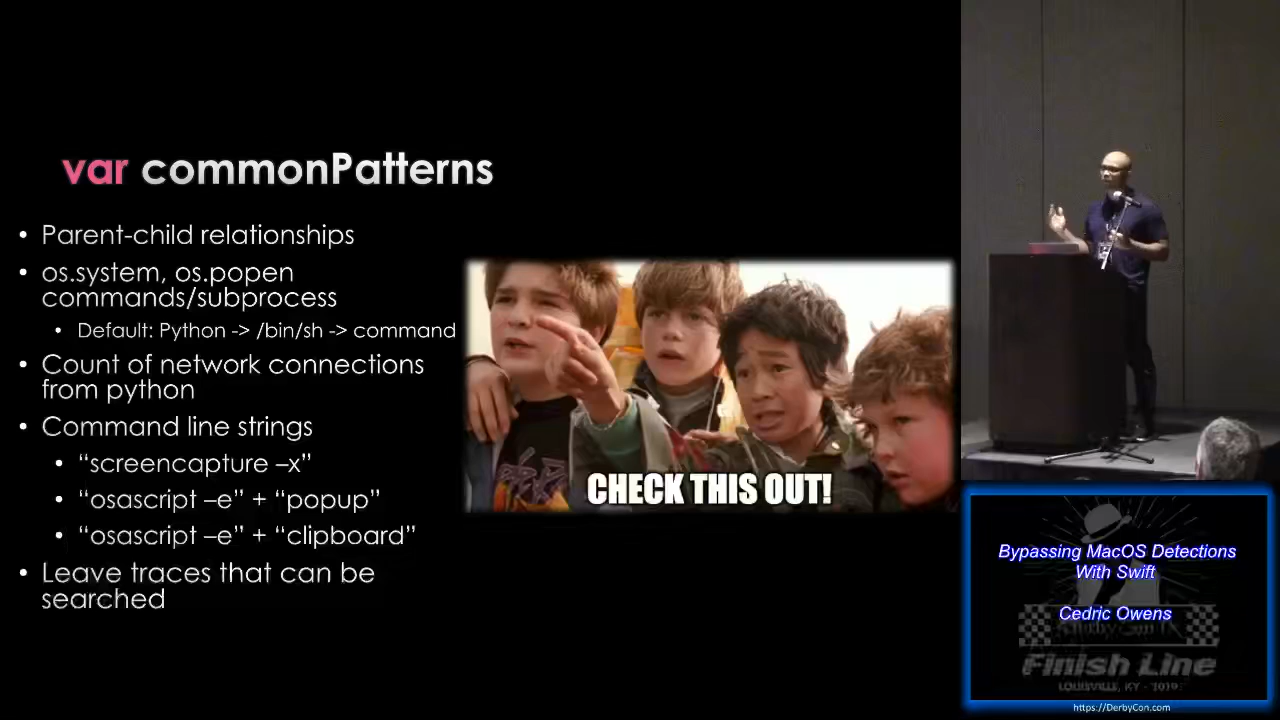 var commonPatterns
• Parent-child relationships
• os.system, os.popen
commands/subprocess
• Default: Python -> /bin/sh -> command
• Count of network connections
from python
• Command line strings
• “screencapture –x”
• “osascript –e” + “popup”
• “osascript –e” + “clipboard”
• Leave traces that can be
searched
CHECK THIS OUT!
Bypassing MacOS Detections
With Swift
Cedric Owens
Finish Line
LOUISVILLE, KY - 2019
https://DerbyCon.com